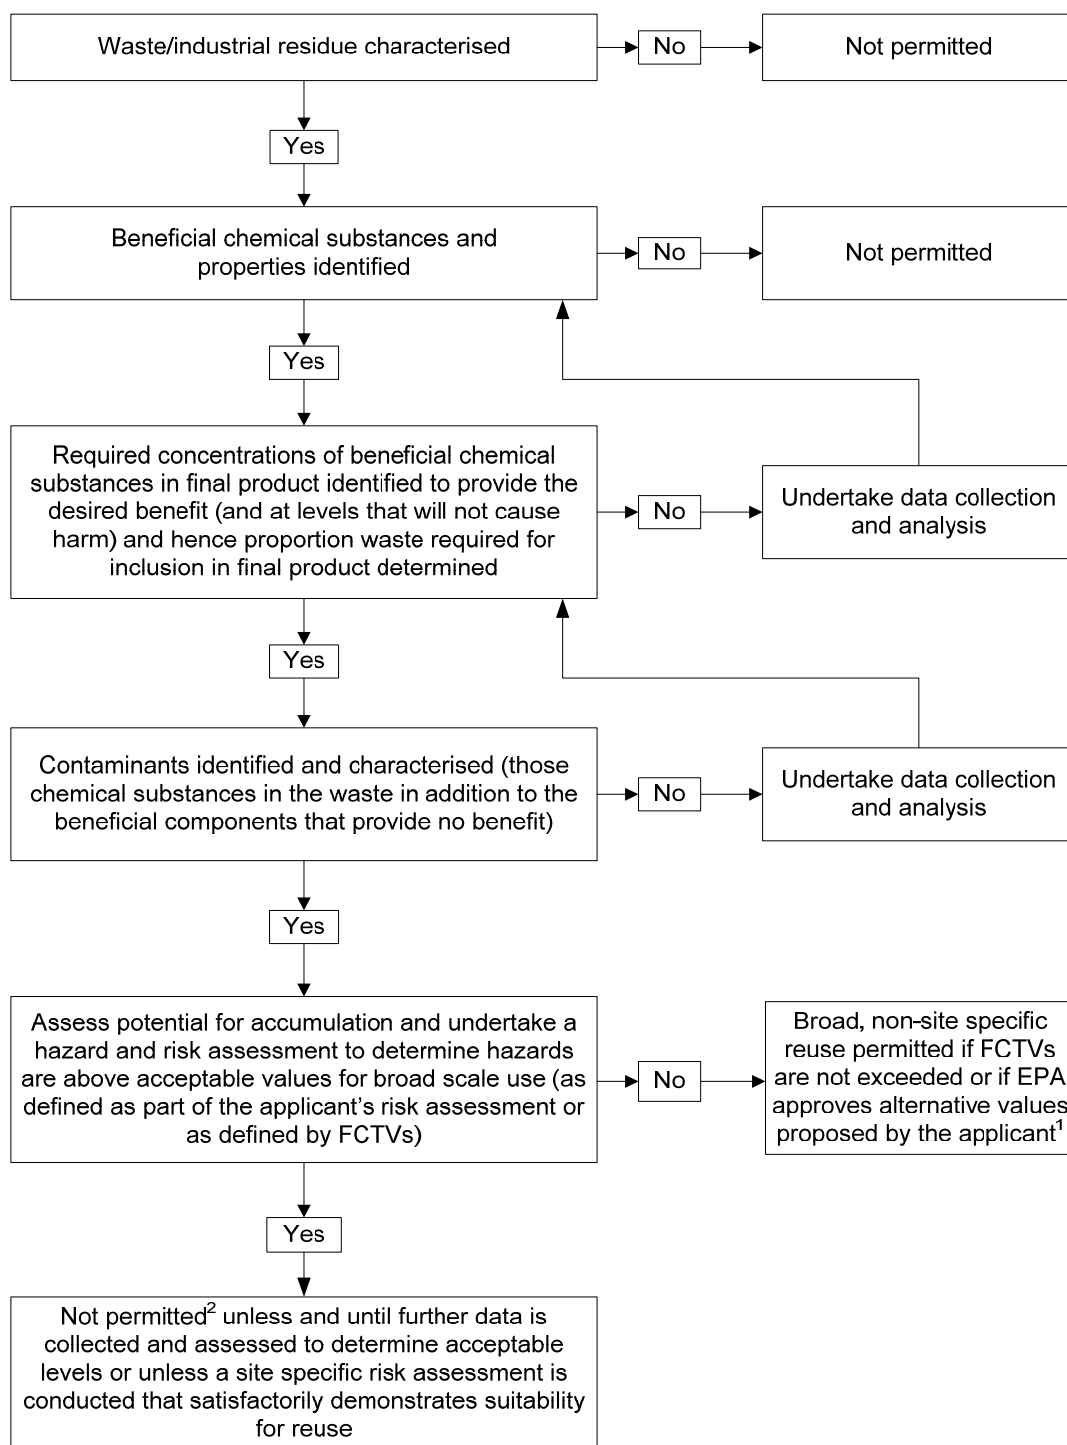 Waste/industrial residue characterised
No
Not permitted
Yes
Beneficial chemical substances and
properties identified
No
Not permitted
Yes
Required concentrations of beneficial chemical
substances in final product identified to provide the
desired benefit (and at levels that will not cause
harm) and hence proportion waste required for
inclusion in final product determined
No
Undertake data collection
and analysis
Yes
Contaminants identified and characterised (those
chemical substances in the waste in addition to the
beneficial components that provide no benefit)
No
Undertake data collection
and analysis
Yes
Assess potential for accumulation and undertake a
hazard and risk assessment to determine hazards
are above acceptable values for broad scale use (as
defined as part of the applicant's risk assessment or
as defined by FCTVs)
No
Broad, non-site specific
reuse permitted if FCTVs
are not exceeded or if EPA
approves alternative values
proposed by the applicant¹
Yes
Not permitted² unless and until further data is
collected and assessed to determine acceptable
levels or unless a site specific risk assessment is
conducted that satisfactorily demonstrates suitability
for reuse